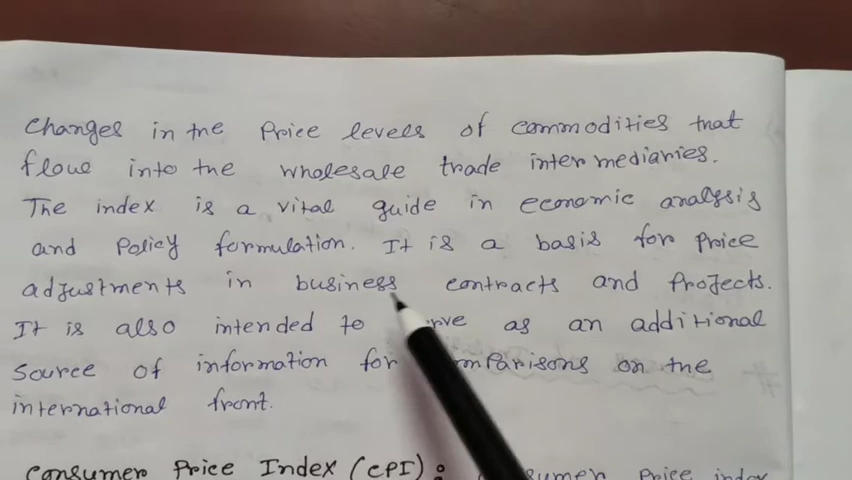 Changes in the Price levels of commodities that
flow into the wholesale trade intermediaries.
The index is a vital guide in economic analysis
and Policy formulation. It is a basis for Price
adjustments in business contracts and Projects.
It is also intended to as an additional
Source of information for on the
international front.
Consumer Price Index (CPI): Price index